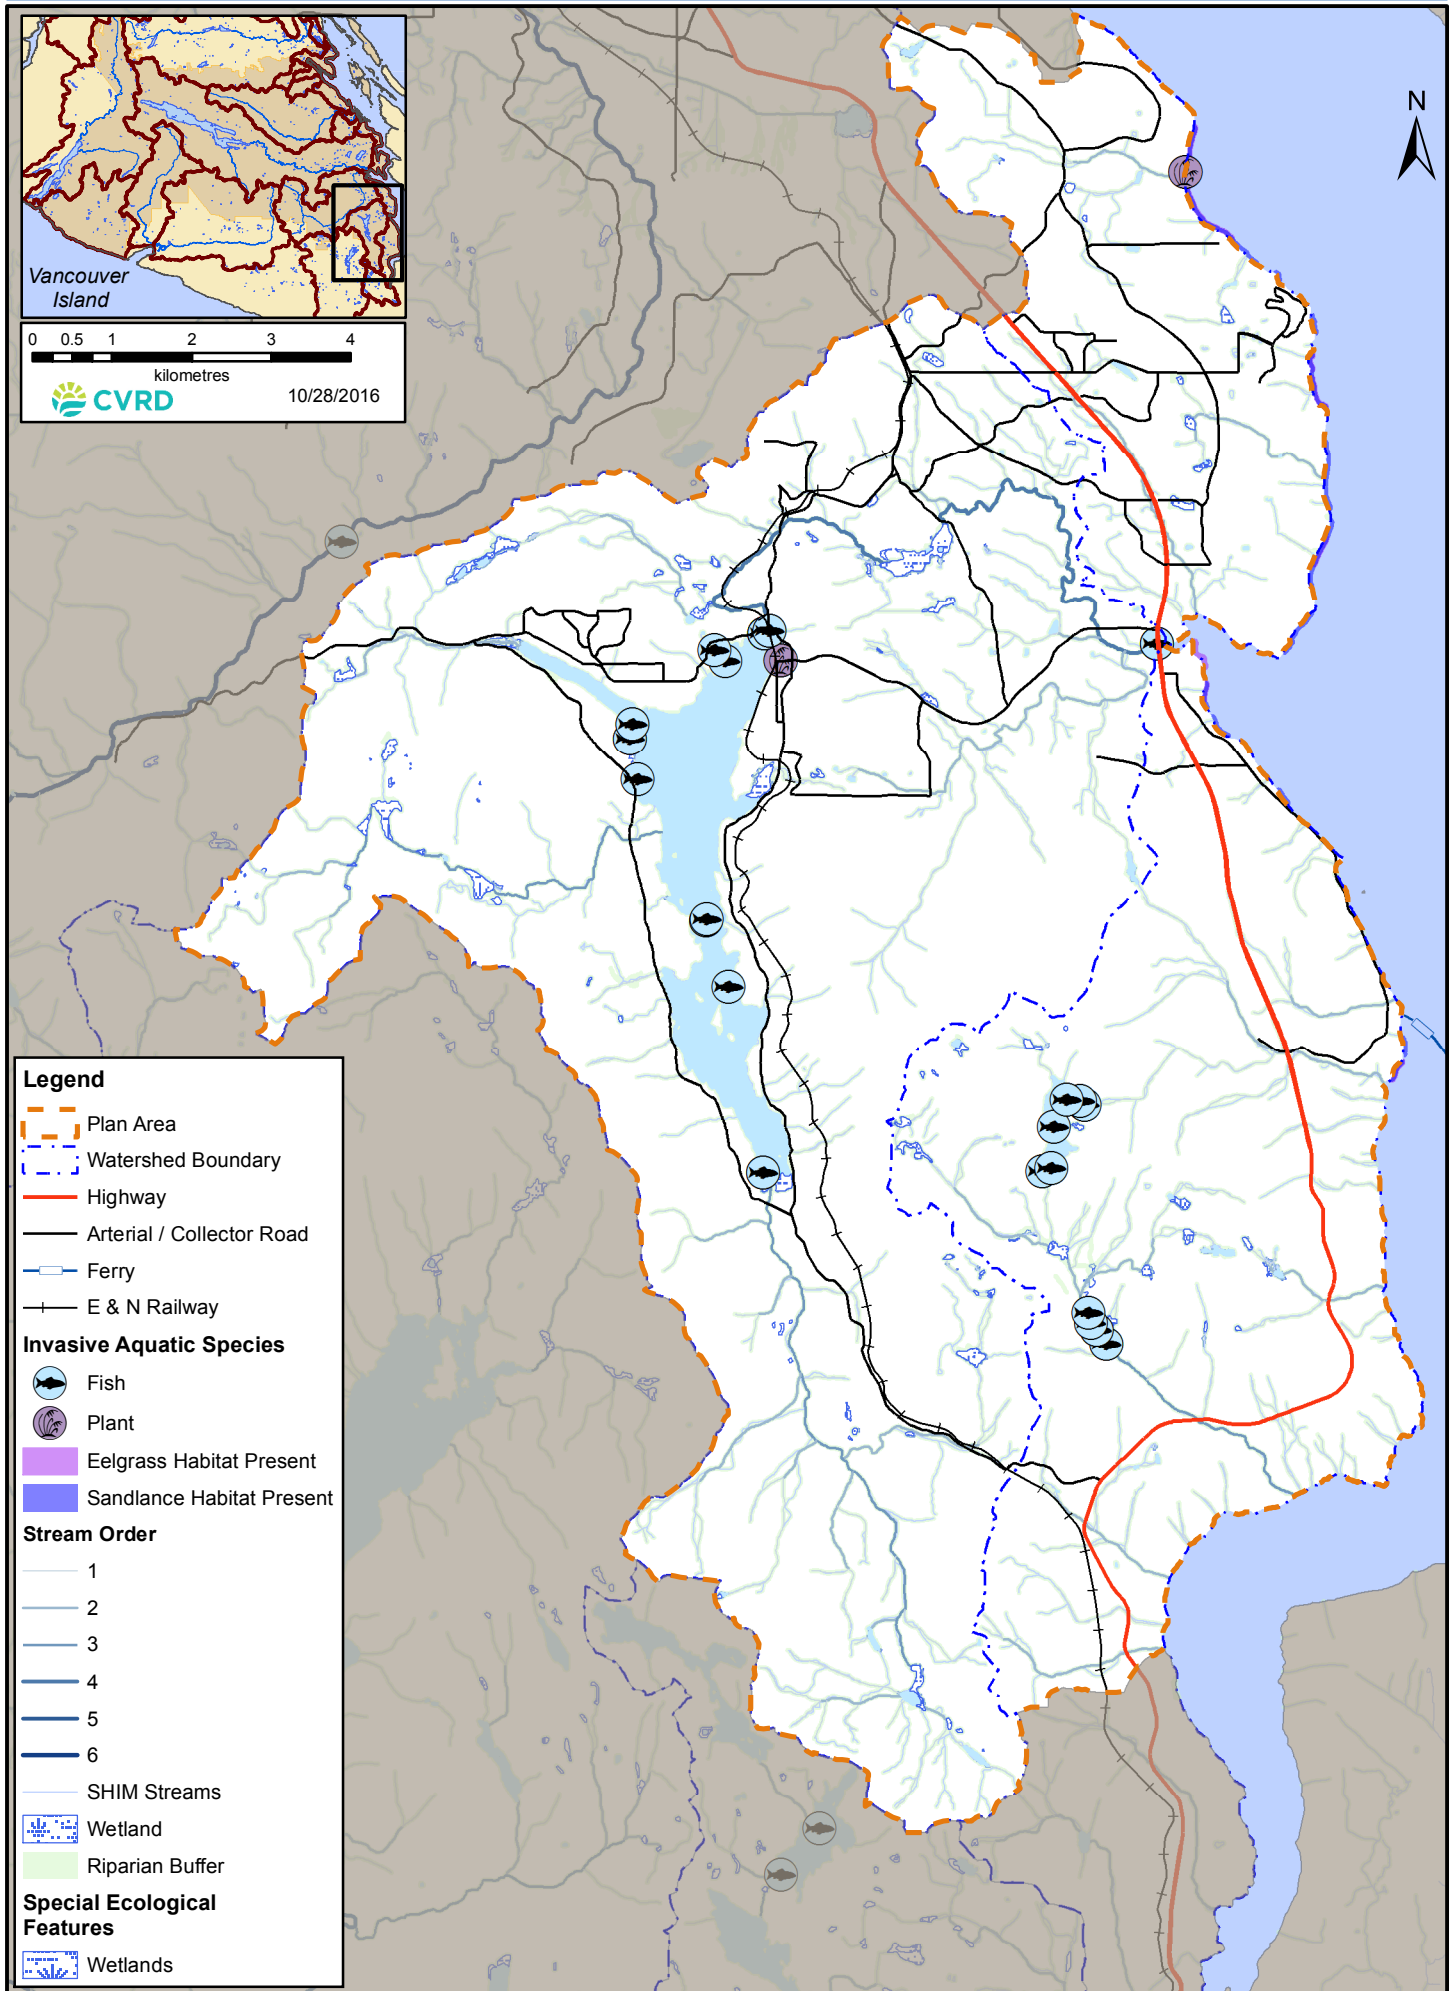 Vancouver
Island
0 0.5 1 2 3 4
kilometres
CVRD 10/28/2016
N
Legend
Plan Area
Watershed Boundary
Highway
Arterial / Collector Road
Ferry
E & N Railway
Invasive Aquatic Species
Fish
Plant
Eelgrass Habitat Present
Sandlance Habitat Present
Stream Order
1
2
3
4
5
6
SHIM Streams
Wetland
Riparian Buffer
Special Ecological
Features
Wetlands